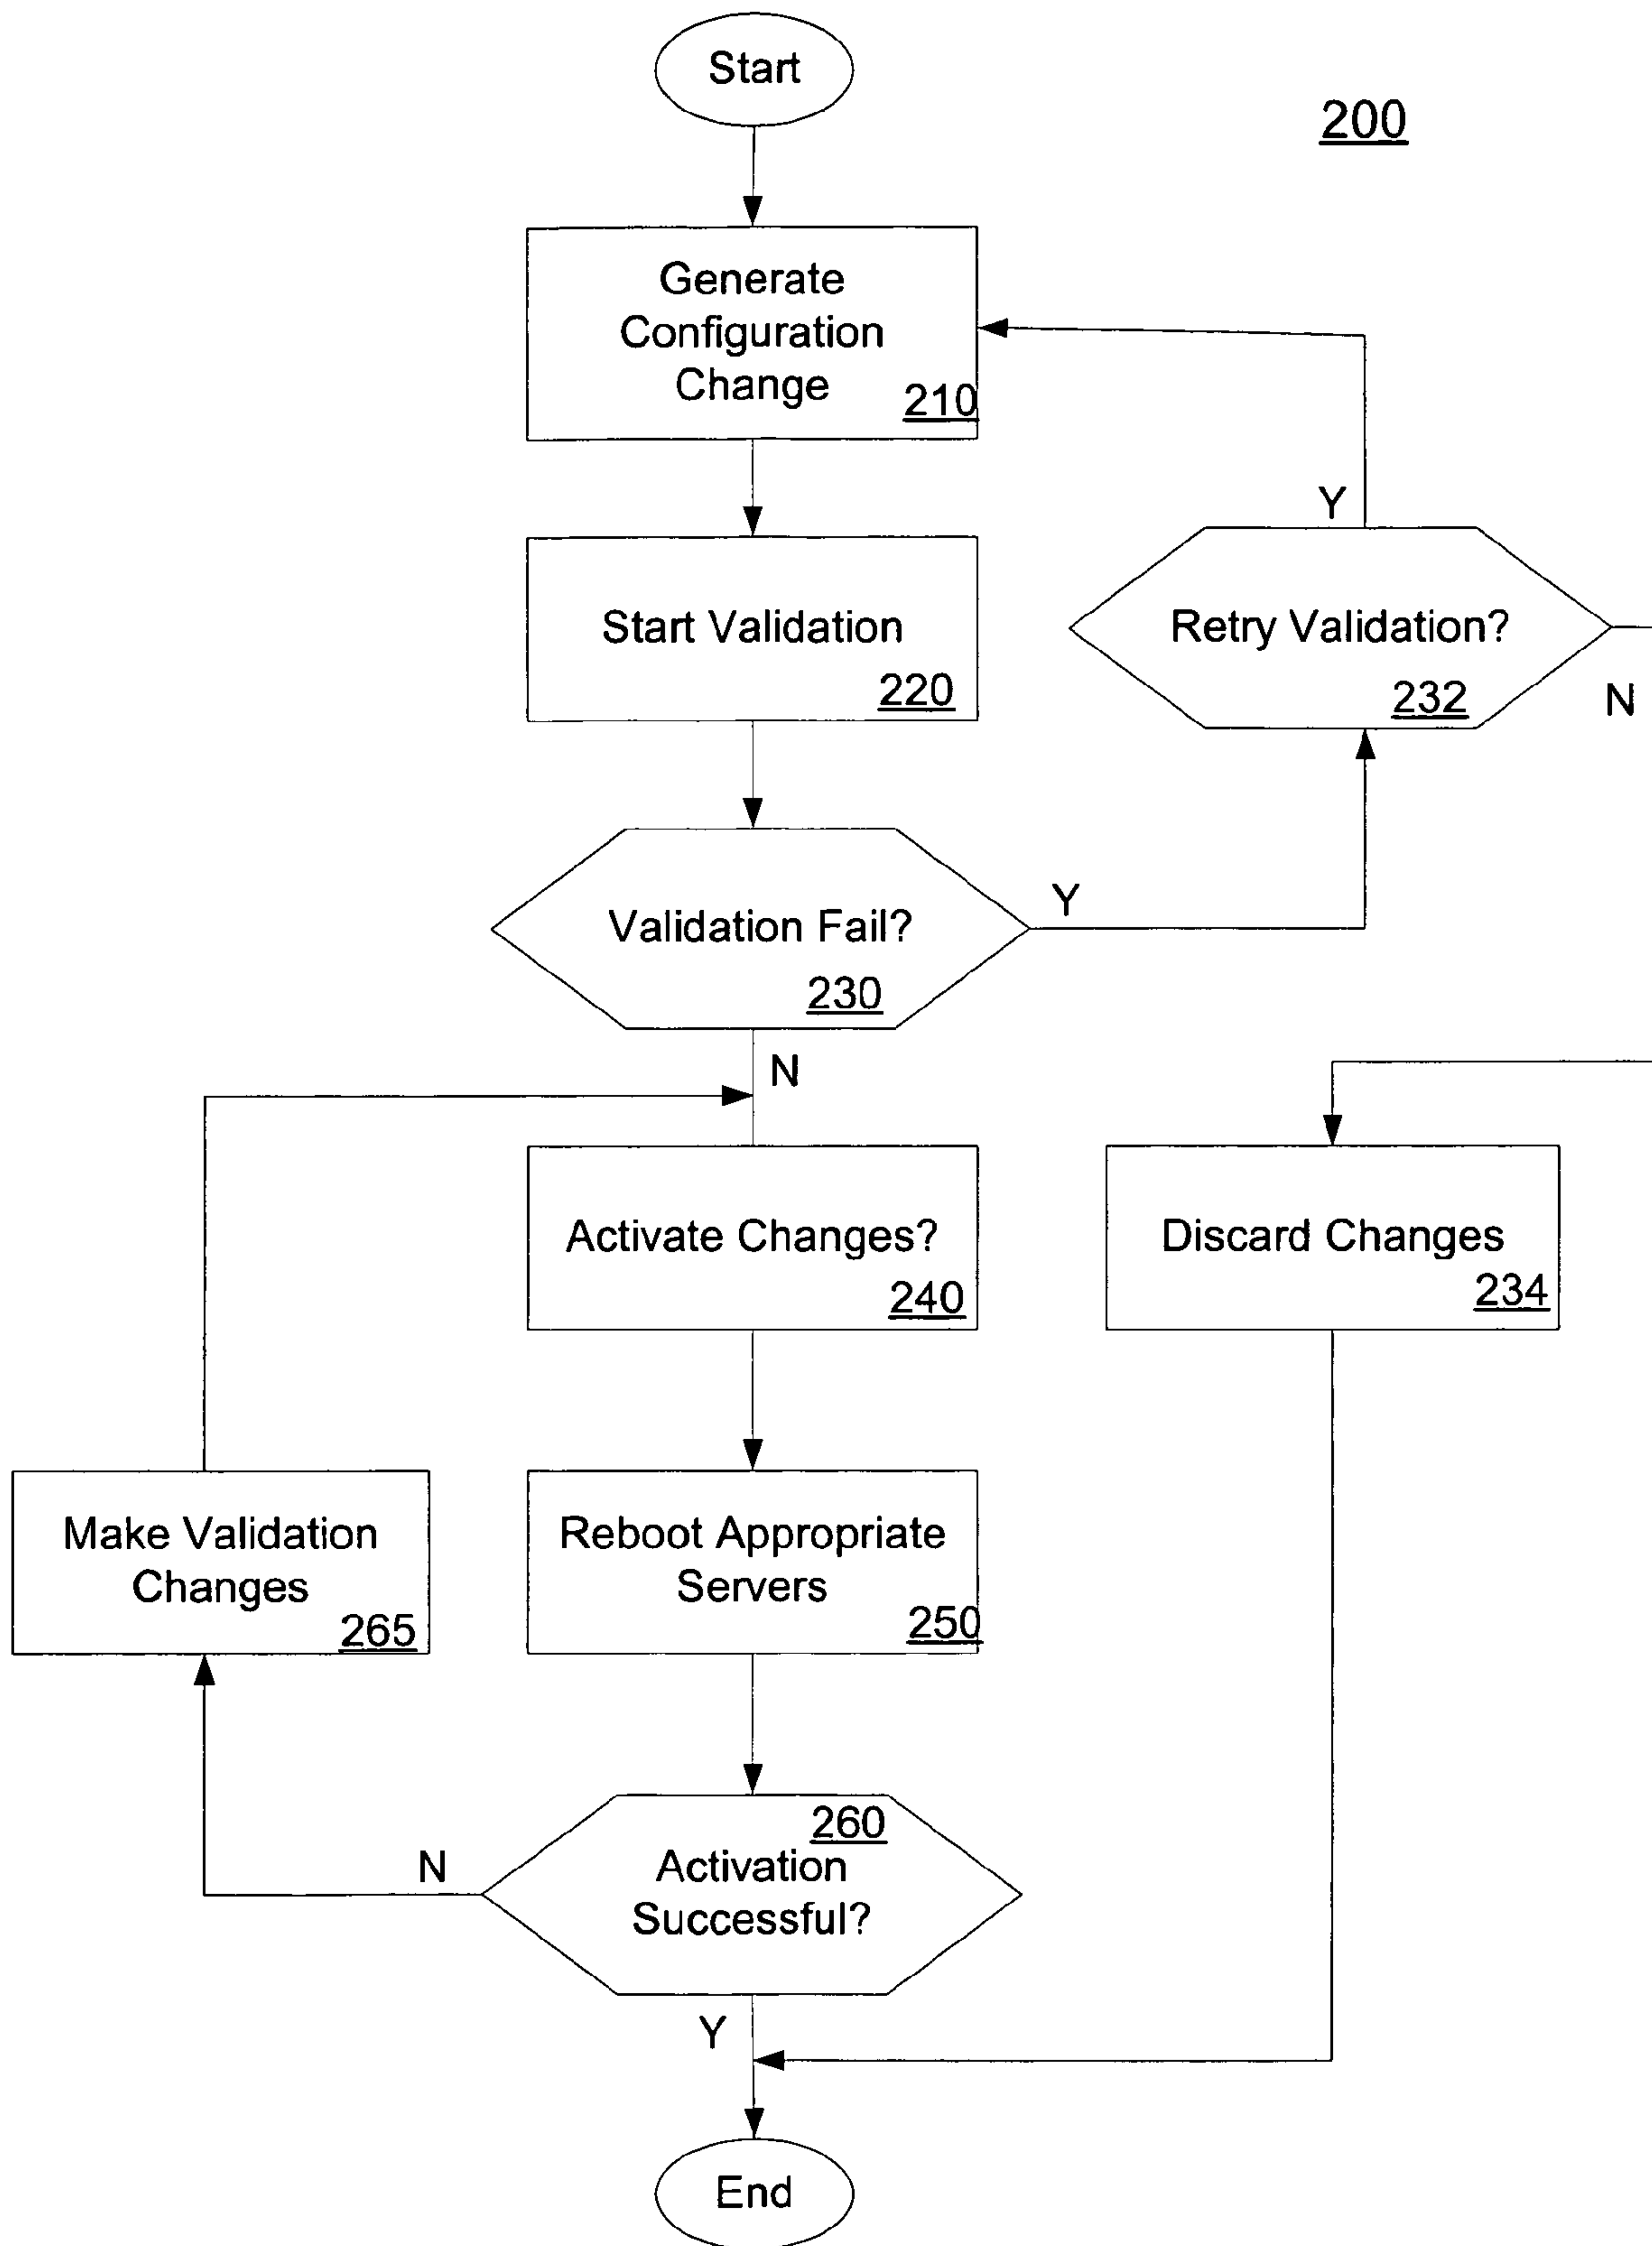 Start
200
Generate
Configuration
Change
210
Y
Start Validation
220
Retry Validation?
232
N
Validation Fail?
230
Y
N
Activate Changes?
240
Discard Changes
234
Make Validation
Changes
265
Reboot Appropriate
Servers
250
260
Activation
Successful?
N
Y
End